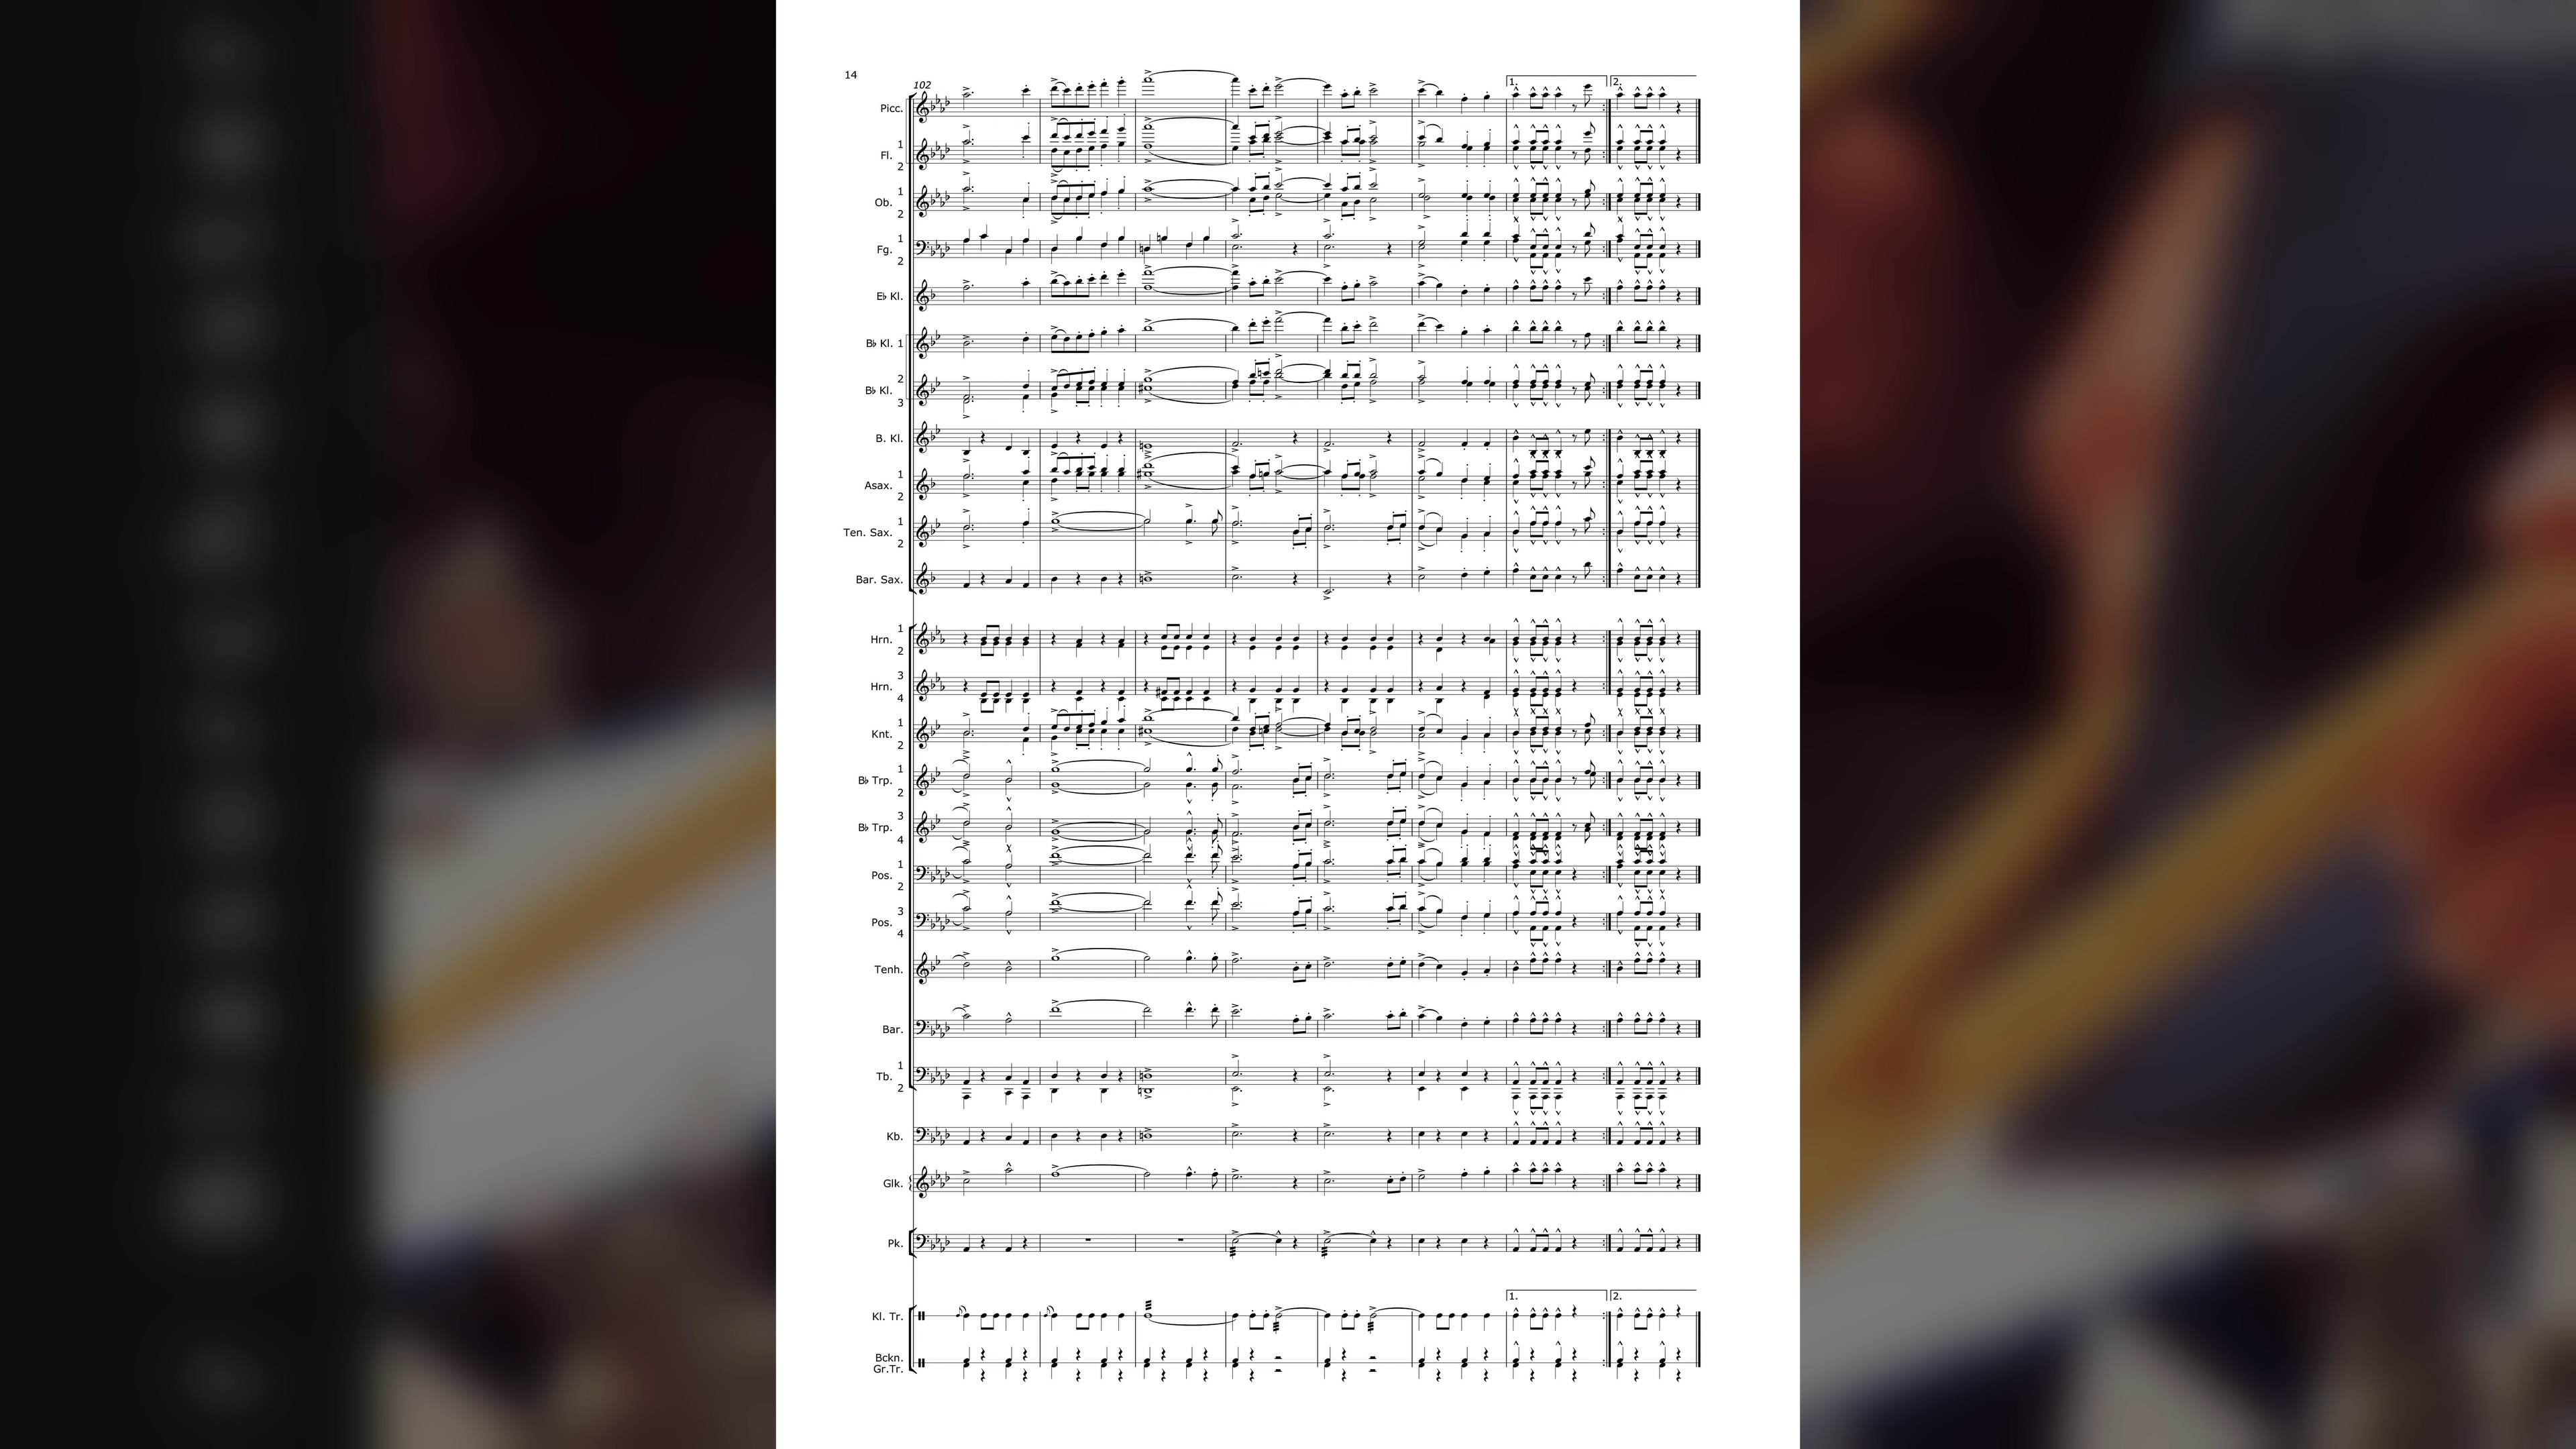 14
102
1.
2.
Picc.
Fl. 1 2
Ob. 1 2
Fg. 1 2
E♭ Kl.
B♭ Kl. 1
B♭ Kl. 2 3
B. Kl.
Asax. 1 2
Ten. Sax. 1 2
Bar. Sax.
Hrn. 1 2
Hrn. 3 4
Knt. 1 2
B♭ Trp. 1 2
B♭ Trp. 3 4
Pos. 1 2
Pos. 3 4
Tenh.
Bar.
Tb. 1 2
Kb.
Glk.
Pk.
1.
2.
Kl. Tr.
Bckn.
Gr.Tr.